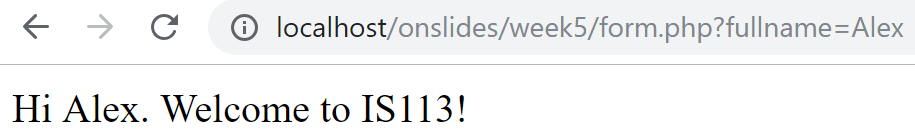 localhost/onslides/week5/form.php?fullname=Alex
Hi Alex. Welcome to IS113!